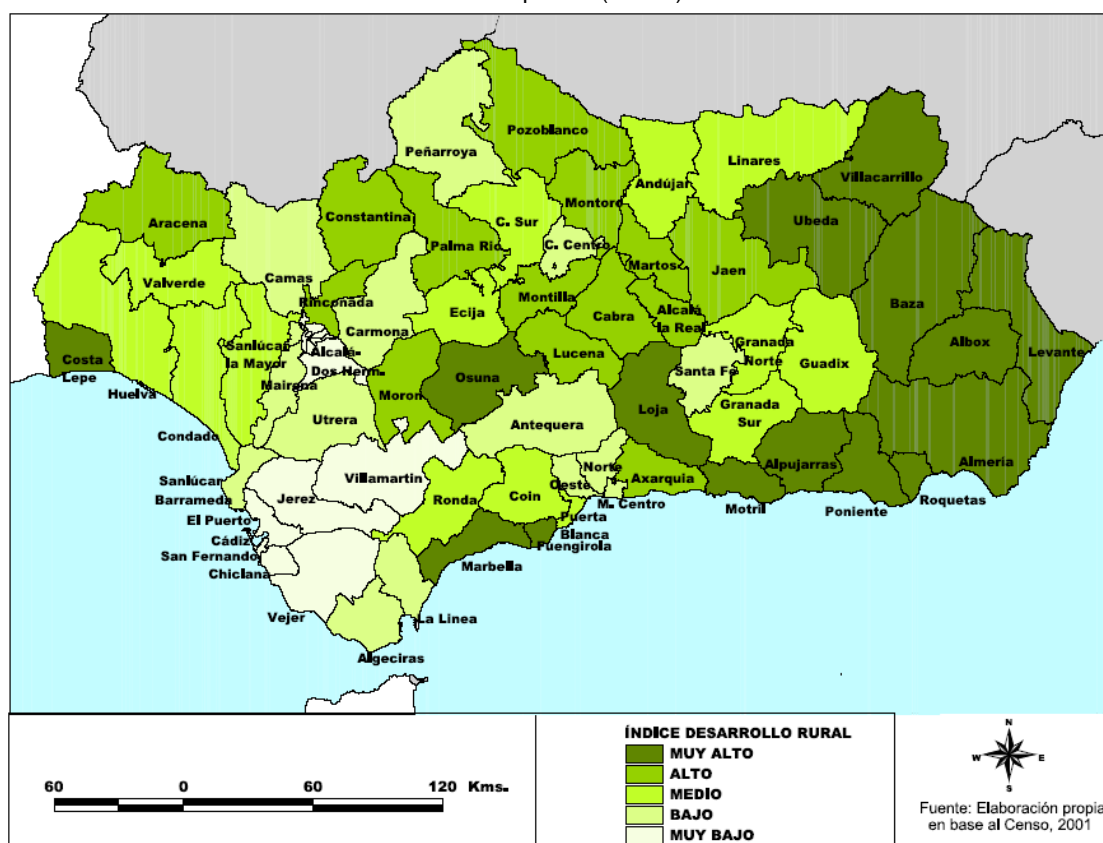 Pozoblanco
Peñarroya
Linares
Andújar
Villacarrillo
Aracena
Constantina
C. Sur
Montoro
Ubeda
Palma Rio
C. Centro
Martos
Jaen
Valverde
Camas
Rinconada
Montilla
Baza
Ecija
Cabra
Alcalá
la Real
Carmona
Sanlúcar
la Mayor
Alcalá.
Granada
Norte
Albox
Levante
Costa
Lepe
Lucena
Santa Fe
Guadix
Dos Herm.
Osuna
Mairena
Huelva
Moron
Loja
Granada
Sur
Utrera
Antequera
Condado
Norte
Almería
Villamartin
Alpujarras
Sanlúcar
Barrameda
Jerez
Ronda
Coin
Oeste
Axarquia
M. Centro
Motril
Poniente
Roquetas
El Puerto
Puerta
Blanca
Cádiz
Fuengirola
San Fernando
Marbella
Chiclana
Vejer
La Linea
Algeciras
ÍNDICE DESARROLLO RURAL
MUY ALTO
ALTO
MEDIO
BAJO
MUY BAJO
60 0 60 120 Kms.
N
W E
S
Fuente: Elaboración propia
en base al Censo, 2001